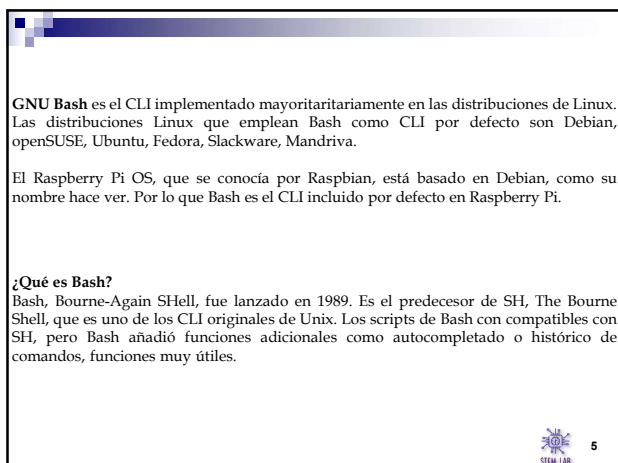 GNU Bash es el CLI implementado mayoritaritariamente en las distribuciones de Linux.
Las distribuciones Linux que emplean Bash como CLI por defecto son Debian,
openSUSE, Ubuntu, Fedora, Slackware, Mandriva.
El Raspberry Pi OS, que se conocía por Raspbian, está basado en Debian, como su
nombre hace ver. Por lo que Bash es el CLI incluido por defecto en Raspberry Pi.
¿Qué es Bash?
Bash, Bourne-Again SHell, fue lanzado en 1989. Es el predecesor de SH, The Bourne
Shell, que es uno de los CLI originales de Unix. Los scripts de Bash con compatibles con
SH, pero Bash añadió funciones adicionales como autocompletado o histórico de
comandos, funciones muy útiles.
STEM LAB
5